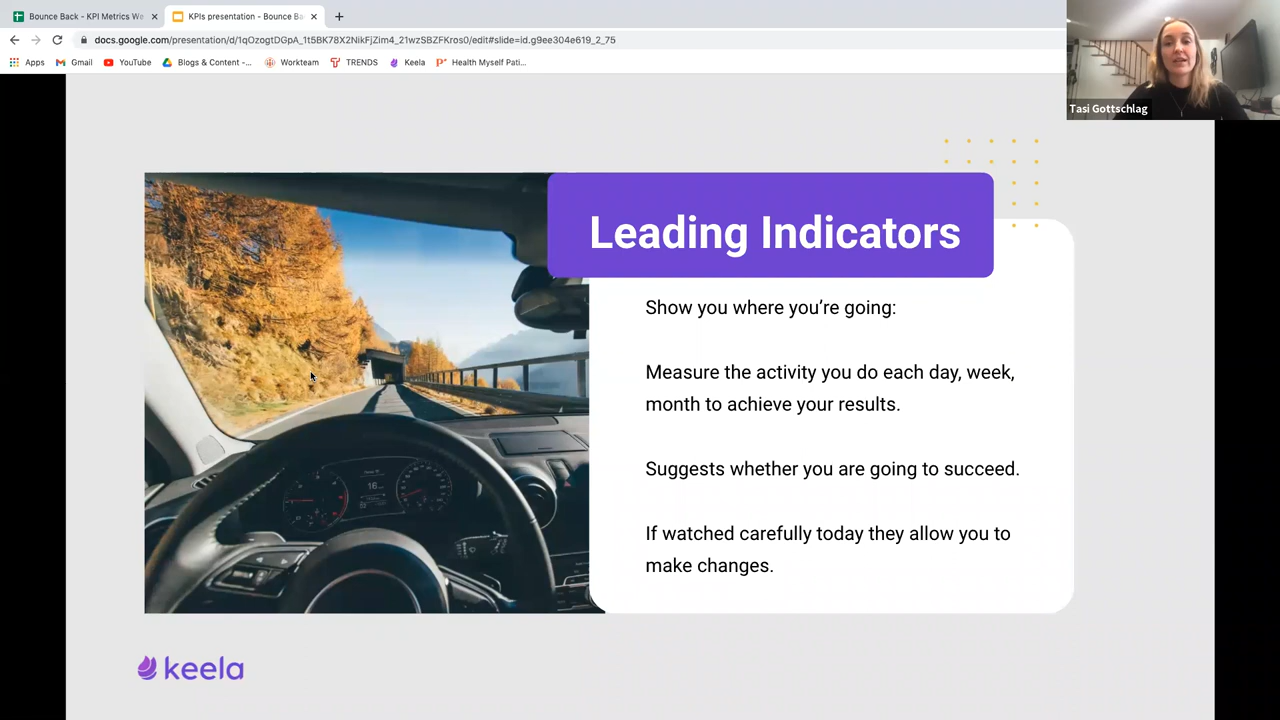 Bounce Back - KPI Metrics We
KPIs presentation - Bounce Ba
docs.google.com/presentation/d/1qOzogtDGpA_1t5BK78X2NikFjZim4_21wzSBZFKros0/edit#slide=id.g9ee304e619_2_75
Apps Gmail YouTube Blogs & Content -... Workteam TRENDS Keela Health Myself Pati...
Tasi Gottschlag
Leading Indicators
Show you where you’re going:
Measure the activity you do each day, week,
month to achieve your results.
Suggests whether you are going to succeed.
If watched carefully today they allow you to
make changes.
16
keela